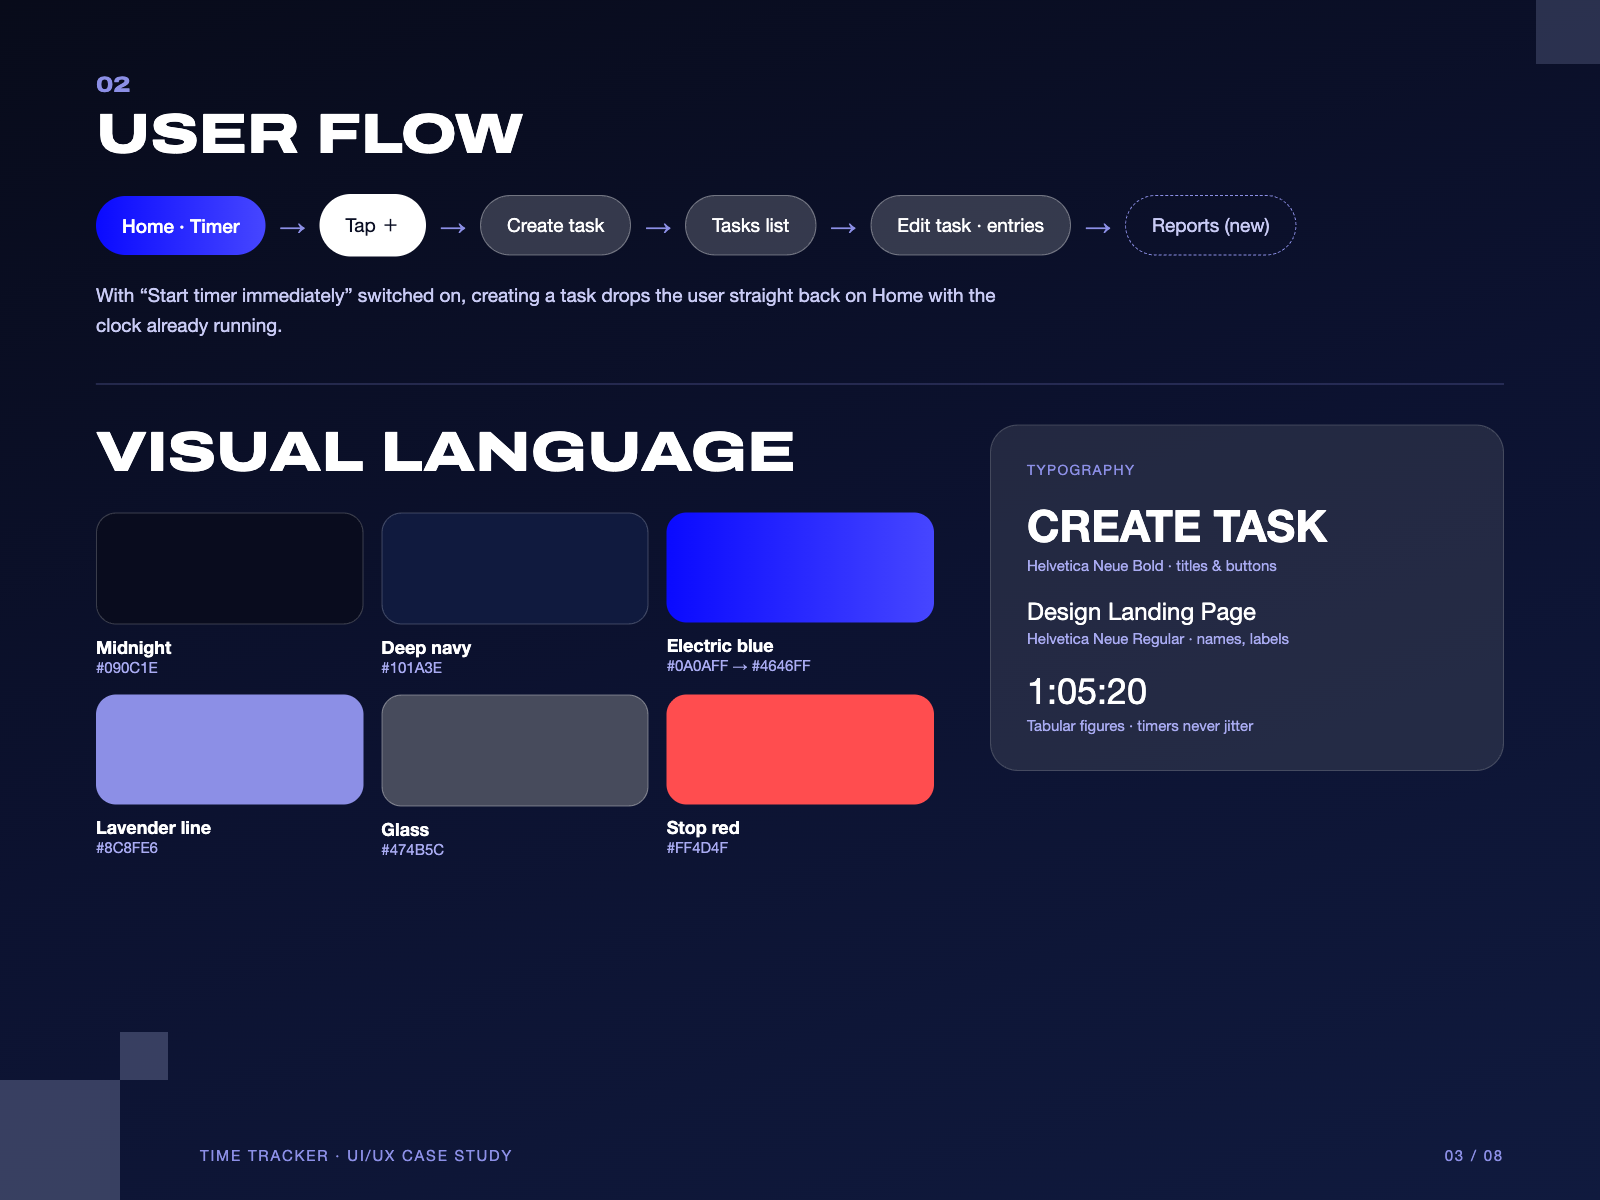 02
USER FLOW
Home · Timer → Tap + → Create task → Tasks list → Edit task · entries → Reports (new)
With “Start timer immediately” switched on, creating a task drops the user straight back on Home with the
clock already running.
VISUAL LANGUAGE
Midnight
#090C1E
Deep navy
#101A3E
Electric blue
#0A0AFF → #4646FF
Lavender line
#8C8FE6
Glass
#474B5C
Stop red
#FF4D4F
TYPOGRAPHY
CREATE TASK
Helvetica Neue Bold · titles & buttons
Design Landing Page
Helvetica Neue Regular · names, labels
1:05:20
Tabular figures · timers never jitter
TIME TRACKER · UI/UX CASE STUDY
03 / 08